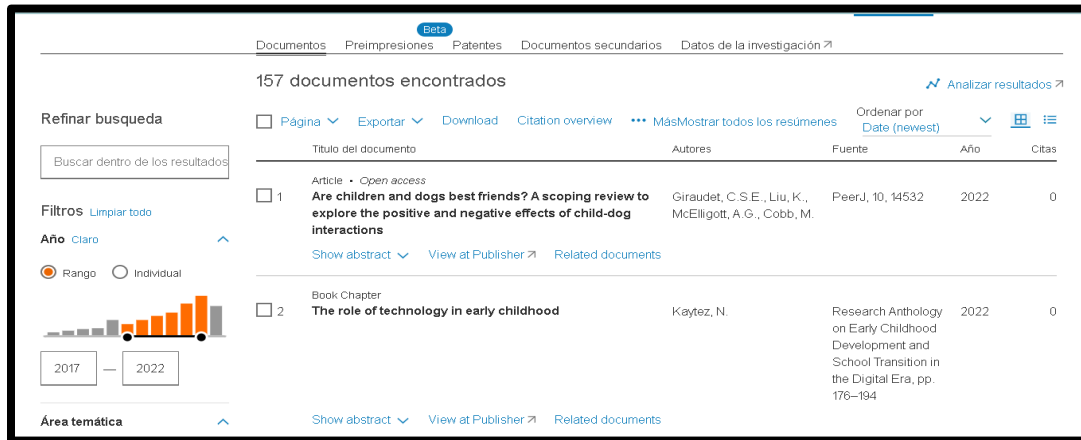 Beta
Documentos Preimpresiones Patentes Documentos secundarios Datos de la investigación
157 documentos encontrados
Analizar resultados
Refinar busqueda
Buscar dentro de los resultados
Filtros Limpiar todo
Año Claro
Rango Individual
2017 — 2022
Área temática
Página Exportar Download Citation overview ••• MásMostrar todos los resúmenes
Ordenar por
Date (newest)
Titulo del documento Autores Fuente Año Citas
Article • Open access
1 Are children and dogs best friends? A scoping review to Giraudet, C.S.E., Liu, K., PeerJ, 10, 14532 2022 0
explore the positive and negative effects of child-dog McElligott, A.G., Cobb, M.
interactions
Show abstract View at Publisher Related documents
Book Chapter
2 The role of technology in early childhood Kaytez, N. Research Anthology 2022 0
on Early Childhood
Development and
School Transition in
the Digital Era, pp.
176–194
Show abstract View at Publisher Related documents